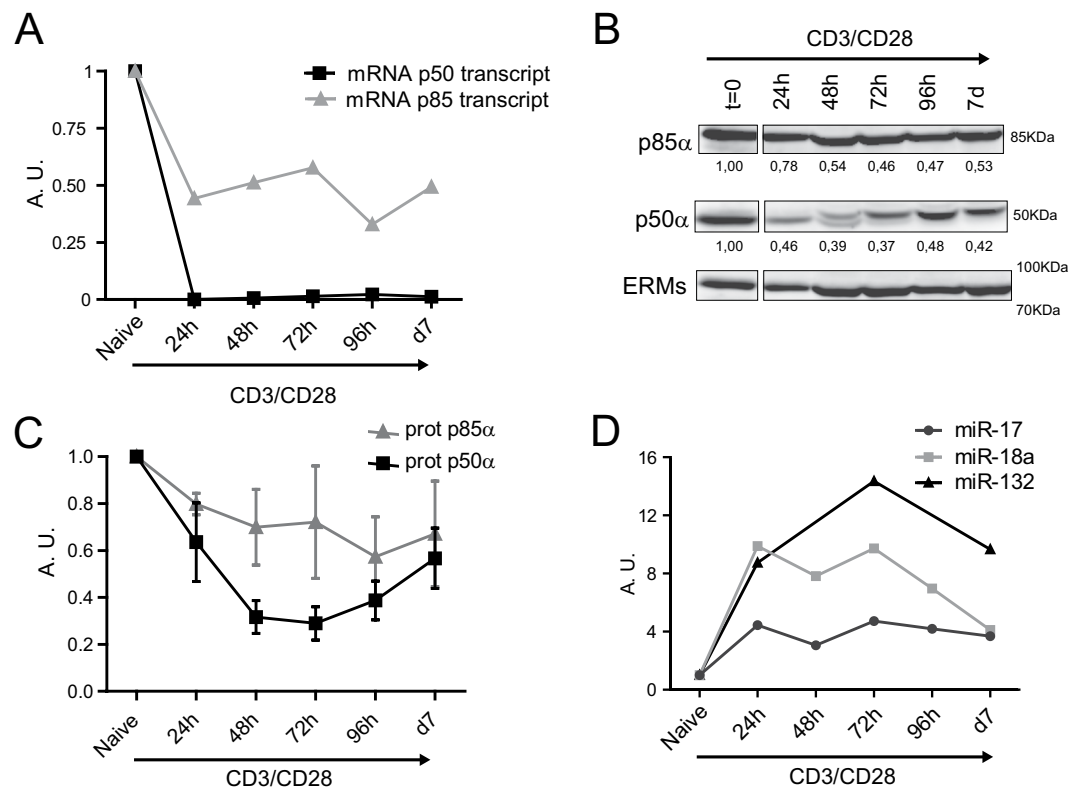 A
mRNA p50 transcript
mRNA p85 transcript
A. U.
1
0.75
0.50
0.25
0
Naive 24h 48h 72h 96h d7
CD3/CD28
B
CD3/CD28
t=0 24h 48h 72h 96h 7d
p85α 85KDa
1,00 0,78 0,54 0,46 0,47 0,53
p50α 50KDa
1,00 0,46 0,39 0,37 0,48 0,42
ERMs 100KDa
70KDa
C
prot p85α
prot p50α
A. U.
1.0
0.8
0.6
0.4
0.2
0.0
Naive 24h 48h 72h 96h d7
CD3/CD28
D
miR-17
miR-18a
miR-132
A. U.
16
12
8
4
0
Naive 24h 48h 72h 96h d7
CD3/CD28